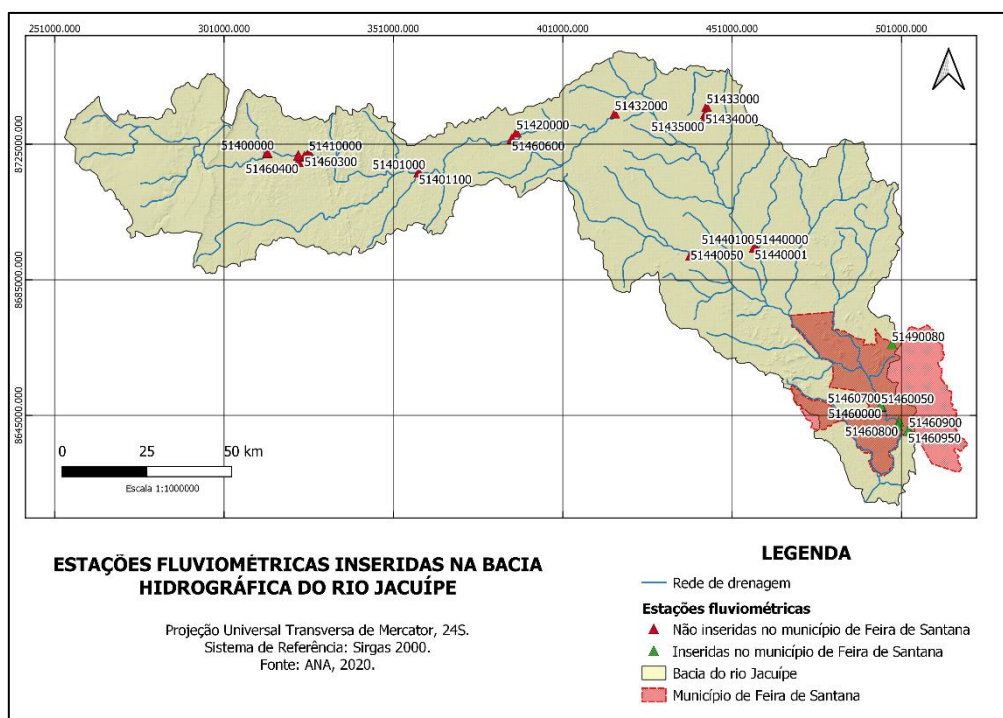 251000.000 301000.000 351000.000 401000.000 451000.000 501000.000
8725000.000
8685000.000
8645000.000
51433000
51432000
51435000 51434000
51420000
51400000 51410000
51460600
51460300
51460400
51401000
51401100
51440100 51440000
51440050 51440001
51490080
51460700 51460050
51460000 51460900
51460800 51460950
0 25 50 km
Escala 1:1000000
ESTAÇÕES FLUVIOMÉTRICAS INSERIDAS NA BACIA
HIDROGRÁFICA DO RIO JACUÍPE
Projeção Universal Transversa de Mercator, 24S.
Sistema de Referência: Sirgas 2000.
Fonte: ANA, 2020.
LEGENDA
Rede de drenagem
Estações fluviométricas
Não inseridas no município de Feira de Santana
Inseridas no município de Feira de Santana
Bacia do rio Jacuípe
Município de Feira de Santana